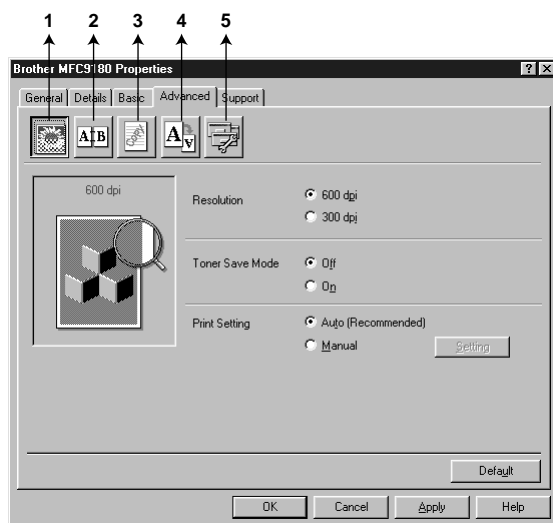 1 2 3 4 5
Brother MFC9180 Properties
General Details Basic Advanced Support
A B
Copy
A A
600 dpi
Resolution
600 dpi
300 dpi
Toner Save Mode
Off
On
Print Setting
Auto (Recommended)
Manual
Setting
Default
OK Cancel Apply Help